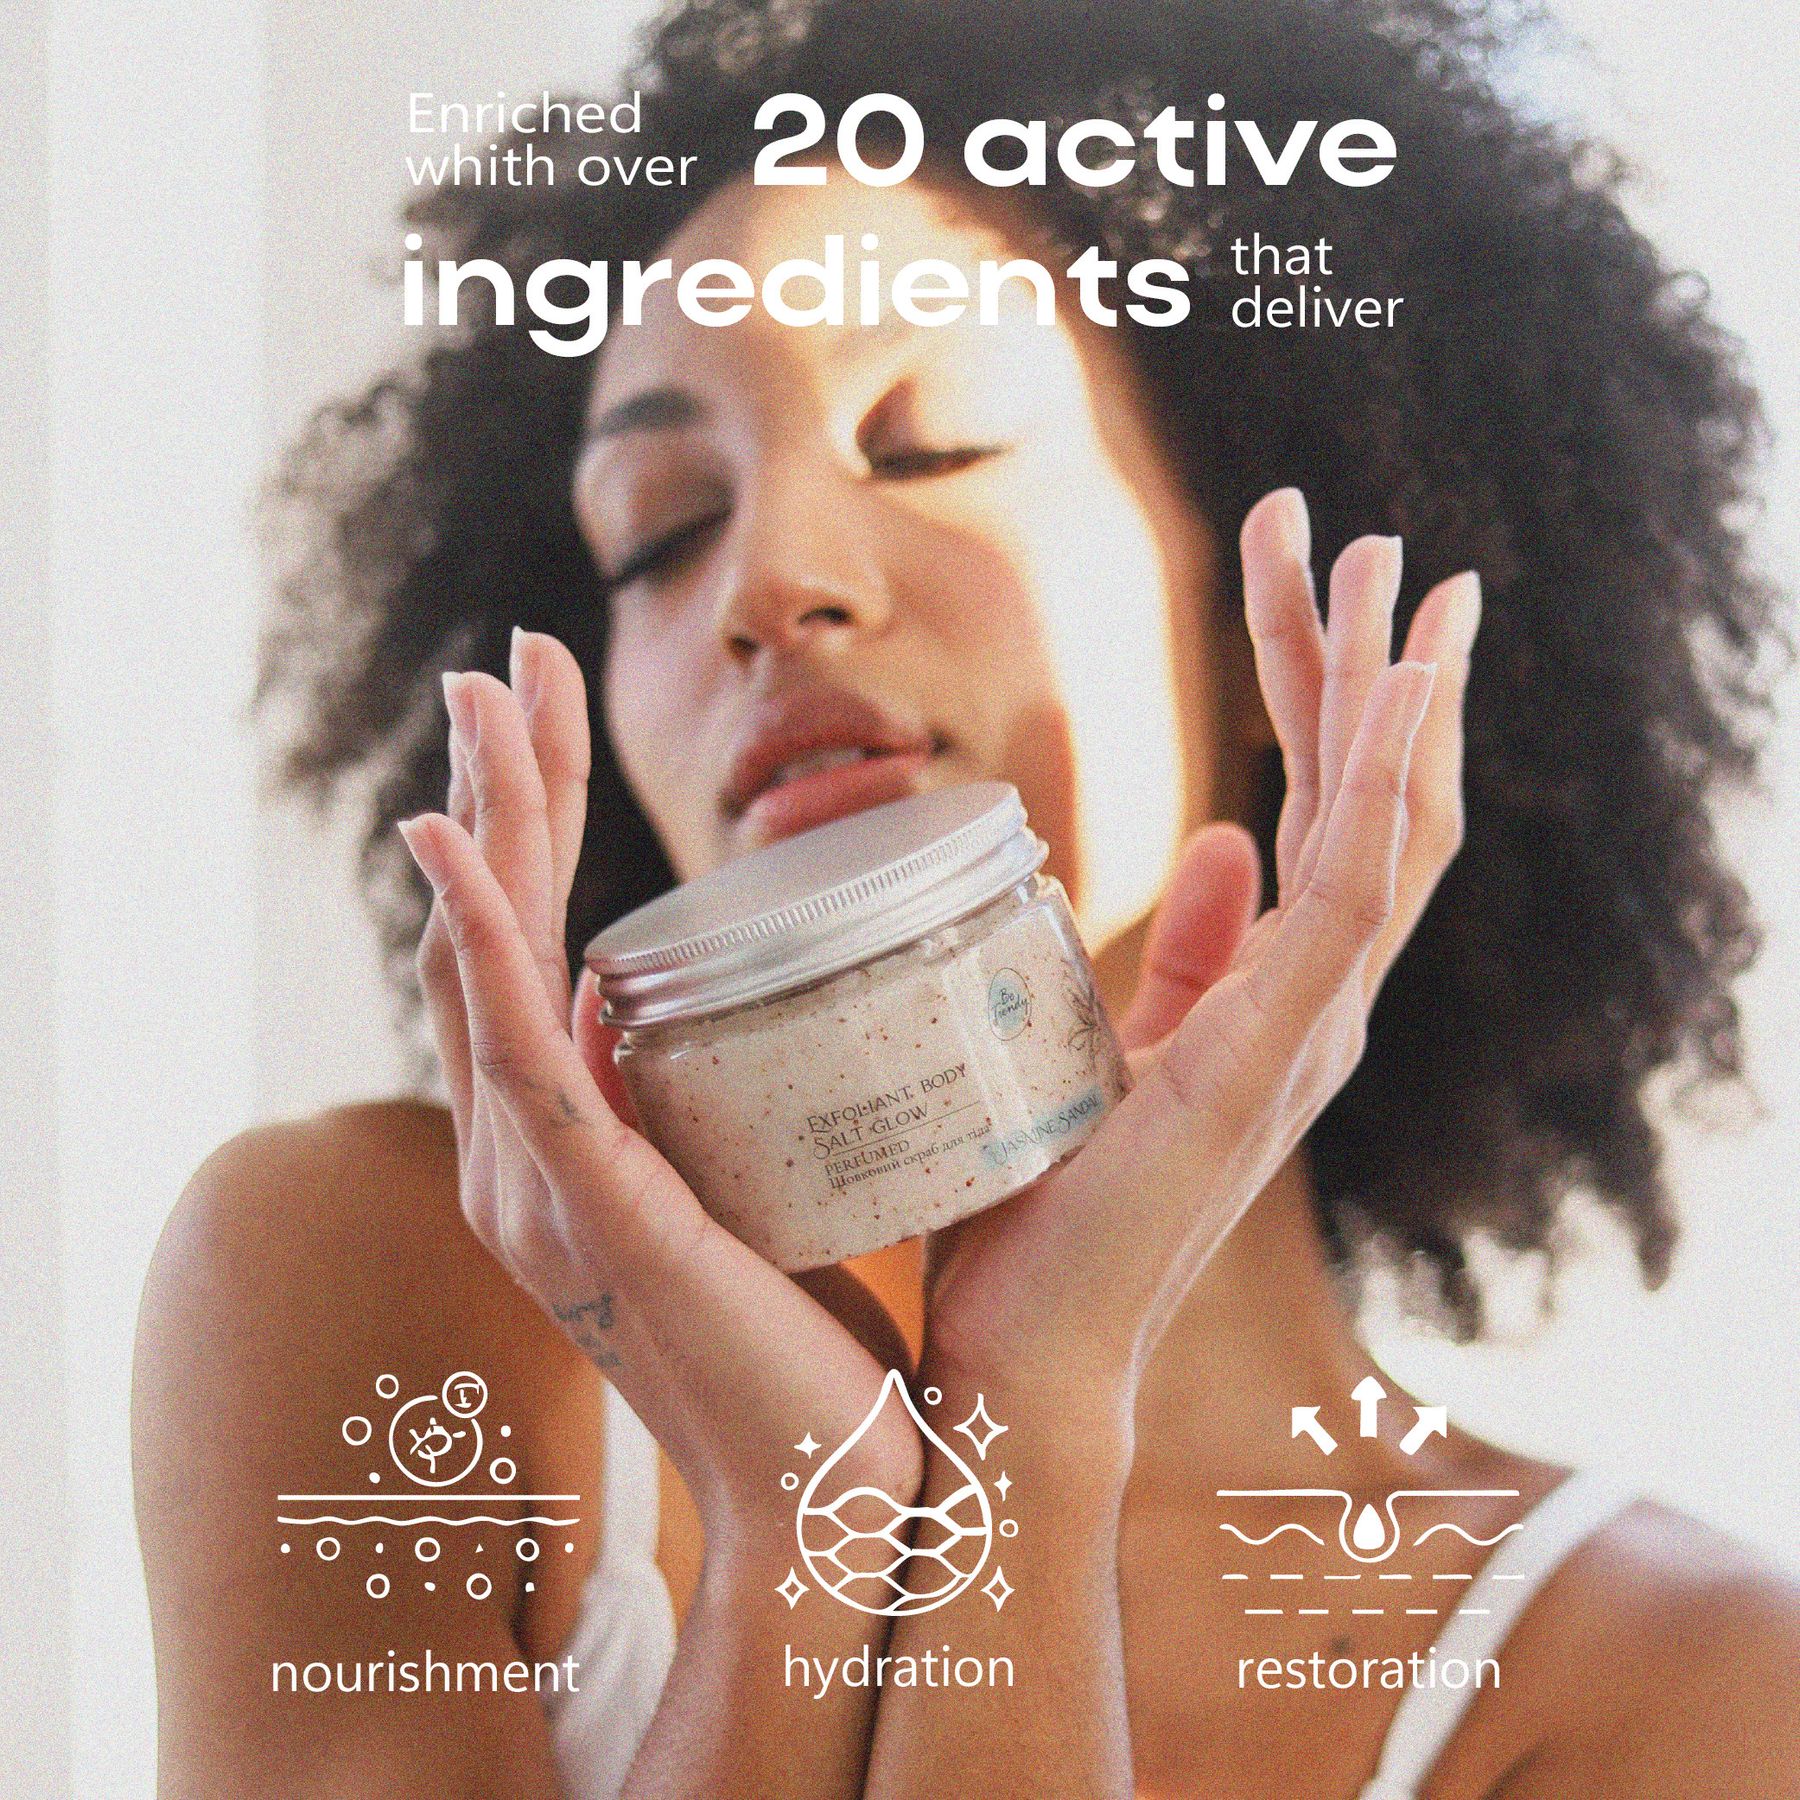 Enriched
whith over
20 active
ingredients
that
deliver
Be
Trendy
EXFOLIANT BODY
SALT GLOW
PERFUMED
Шовковий скраб для тіла
JASMINE SANDAL
nourishment
hydration
restoration